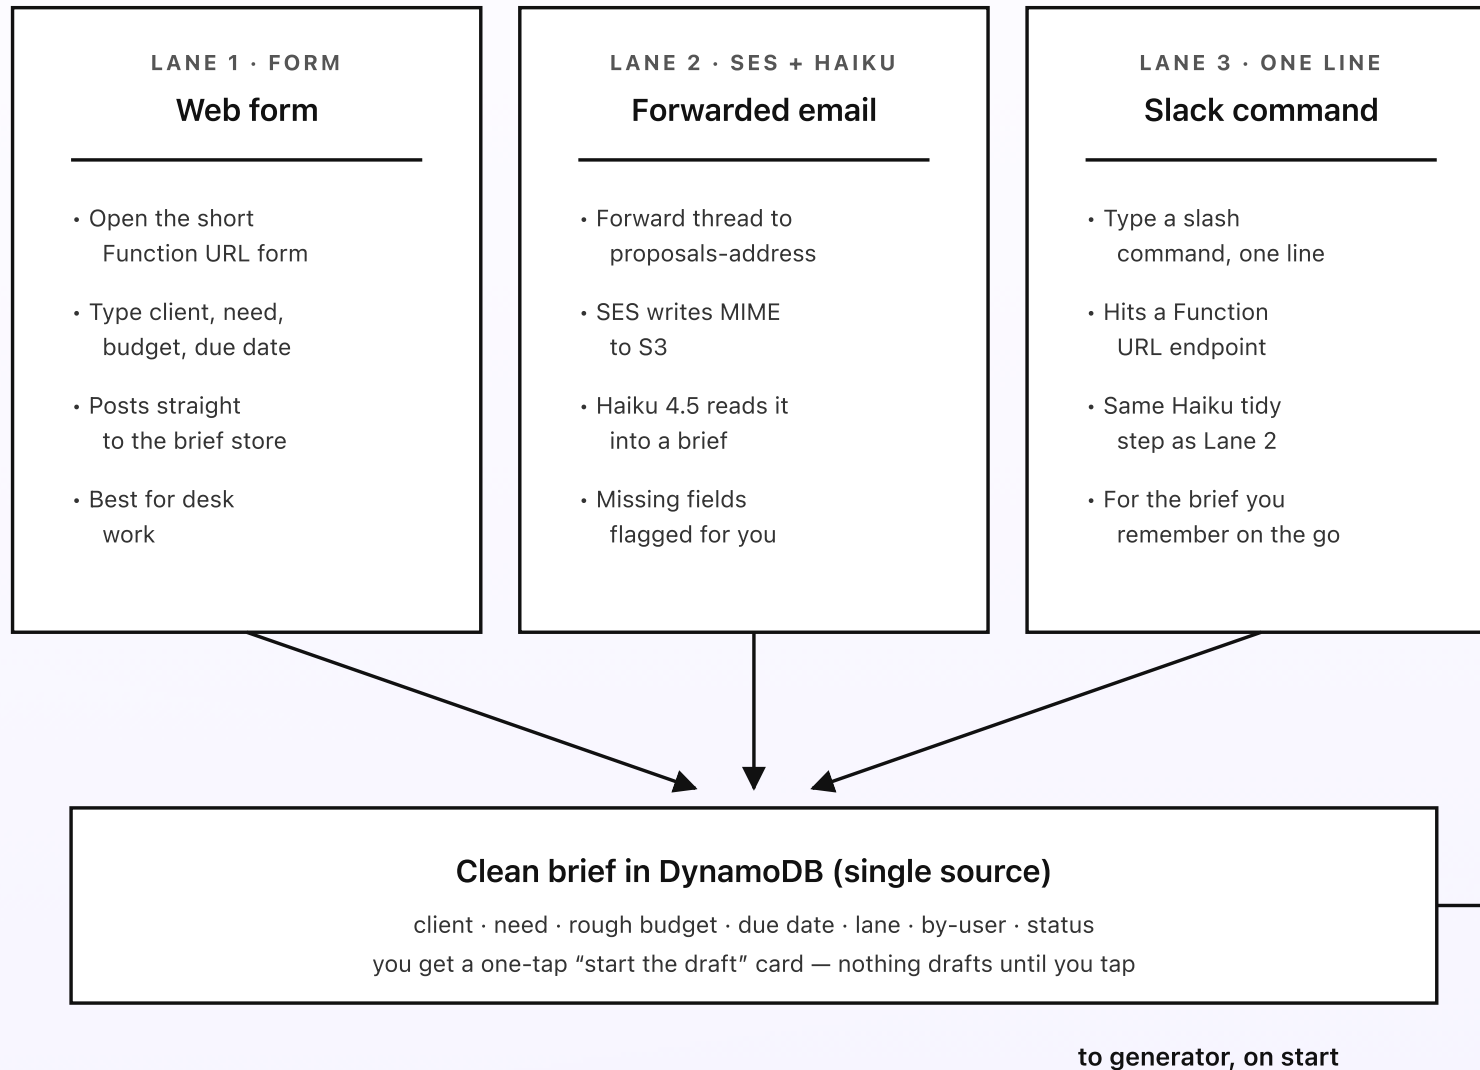 LANE 1 · FORM
Web form
• Open the short
Function URL form
• Type client, need,
budget, due date
• Posts straight
to the brief store
• Best for desk
work
LANE 2 · SES + HAIKU
Forwarded email
• Forward thread to
proposals-address
• SES writes MIME
to S3
• Haiku 4.5 reads it
into a brief
• Missing fields
flagged for you
LANE 3 · ONE LINE
Slack command
• Type a slash
command, one line
• Hits a Function
URL endpoint
• Same Haiku tidy
step as Lane 2
• For the brief you
remember on the go
Clean brief in DynamoDB (single source)
client · need · rough budget · due date · lane · by-user · status
you get a one-tap “start the draft” card — nothing drafts until you tap
to generator, on start